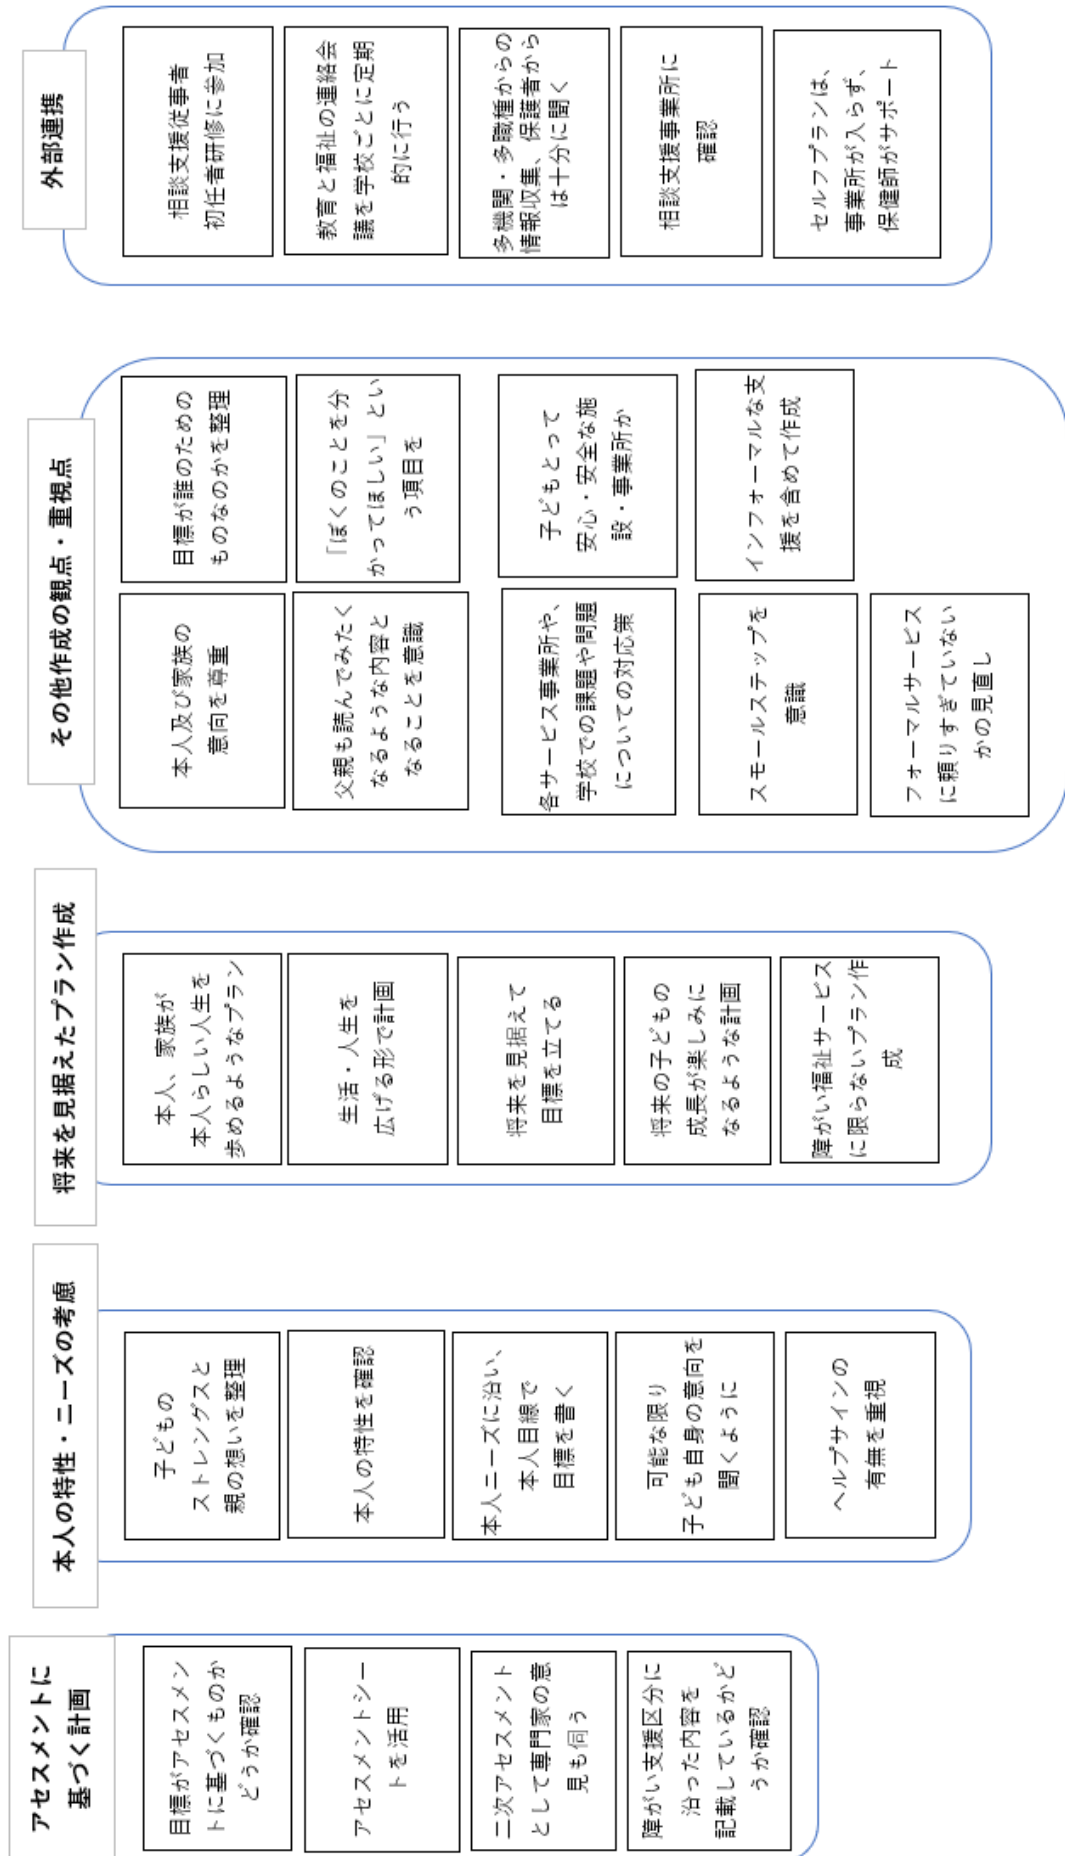 アセスメントに
基づく計画
目標がアセスメン
トに基づくものか
どうか確認
アセスメントシー
トを活用
二次アセスメント
として専門家の意
見も伺う
障がい支援区分に
沿った内容を
記載しているかど
うか確認
本人の特性・ニーズの考慮
子どもの
ストレングスと
親の想いを整理
本人の特性を確認
本人ニーズに沿い、
本人目線で
目標を書く
可能な限り
子ども自身の意向を
聞くように
ヘルプサインの
有無を重視
将来を見据えたプラン作成
本人、家族が
本人らしい人生を
歩めるようなプラン
生活・人生を
広げる形で計画
将来を見据えて
目標を立てる
将来の子どもの
成長が楽しみに
なるような計画
障がい福祉サービス
に限らないプラン作
成
その他作成の観点・重視点
本人及び家族の
意向を尊重
目標が誰のための
ものなのかを整理
父親も読んでみたく
なるような内容と
なることを意識
「ぼくのことを分
かってほしい」とい
う項目を
各サービス事業所や、
学校での課題や問題
についての対応策
子どもとって
安心・安全な施
設・事業所か
スモールステップを
意識
インフォーマルな支
援を含めて作成
フォーマルサービス
に頼りすぎていない
かの見直し
外部連携
相談支援従事者
初任者研修に参加
教育と福祉の連絡会
議を学校ごとに定期
的に行う
多機関・多職種からの
情報収集、保護者から
は十分に聞く
相談支援事業所に
確認
セルフプランは、
事業所が入らず、
保健師がサポート